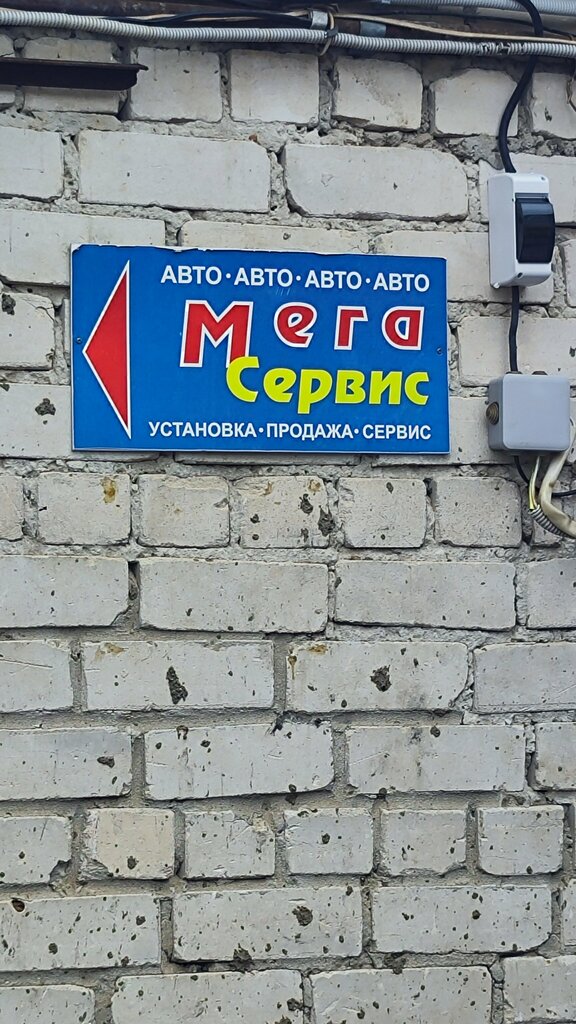 АВТО·АВТО·АВТО·АВТО
Мега
Сервис
УСТАНОВКА·ПРОДАЖА·СЕРВИС